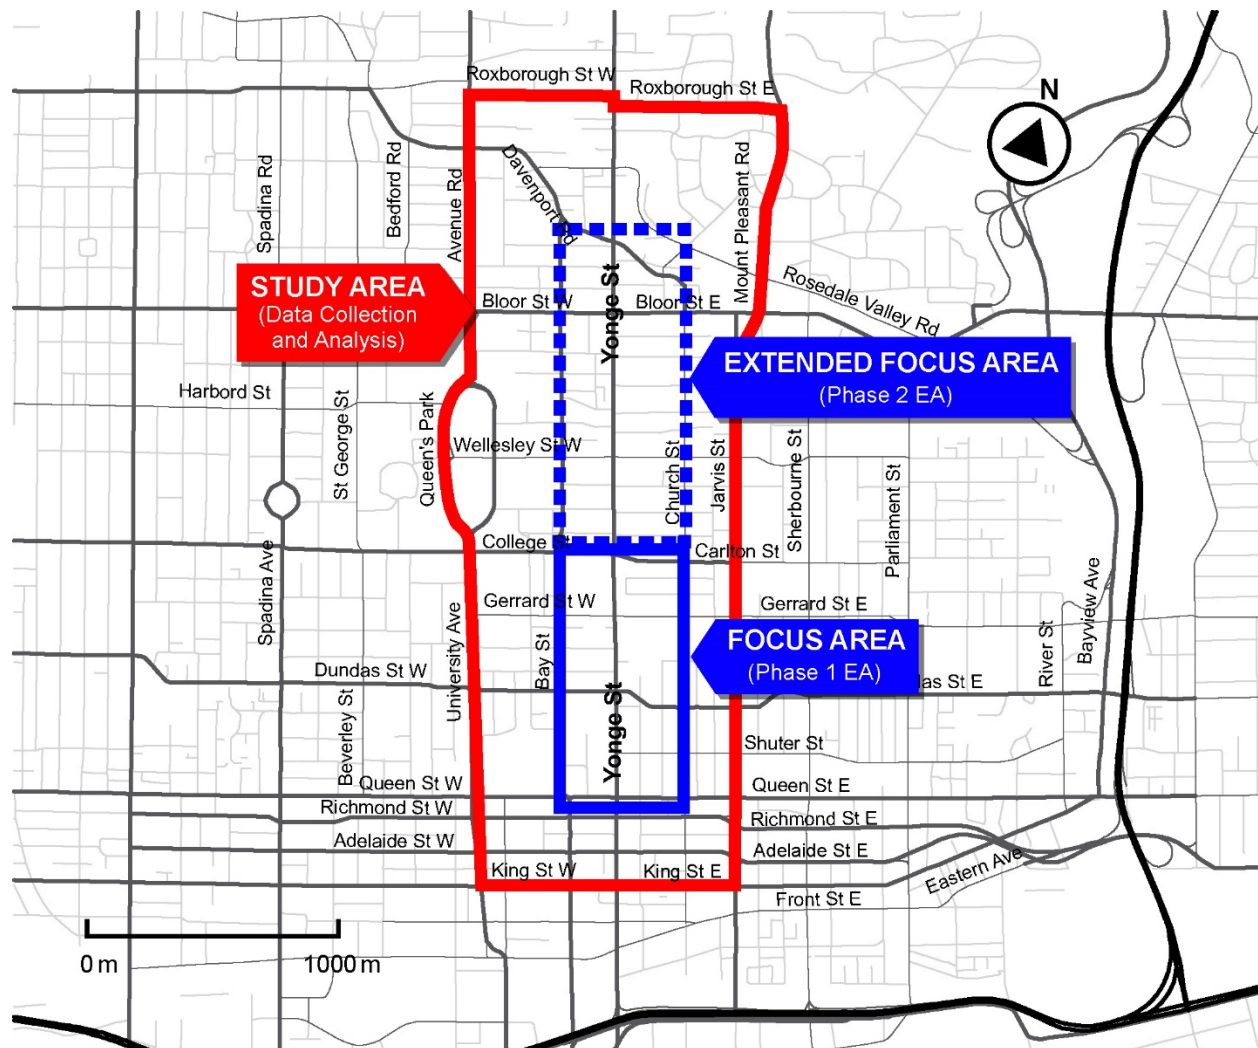 Roxborough St W
Roxborough St E
N
Spadina Rd
Bedford Rd
Avenue Rd
Davenport Rd
Mount Pleasant Rd
STUDY AREA
(Data Collection
and Analysis)
Bloor St W
Yonge St
Bloor St E
Rosedale Valley Rd
EXTENDED FOCUS AREA
(Phase 2 EA)
Harbord St
St George St
Queen's Park
Wellesley St W
Church St
Jarvis St
Sherbourne St
Parliament St
College St
Carlton St
Spadina Ave
Gerrard St W
Gerrard St E
University Ave
Bay St
FOCUS AREA
(Phase 1 EA)
River St
Bayview Ave
Dundas St W
las St E
Beverley St
Yonge St
Shuter St
Queen St W
Queen St E
Richmond St W
Richmond St E
Adelaide St W
Adelaide St E
King St W
King St E
Eastern Ave
Front St E
0 m
1000 m